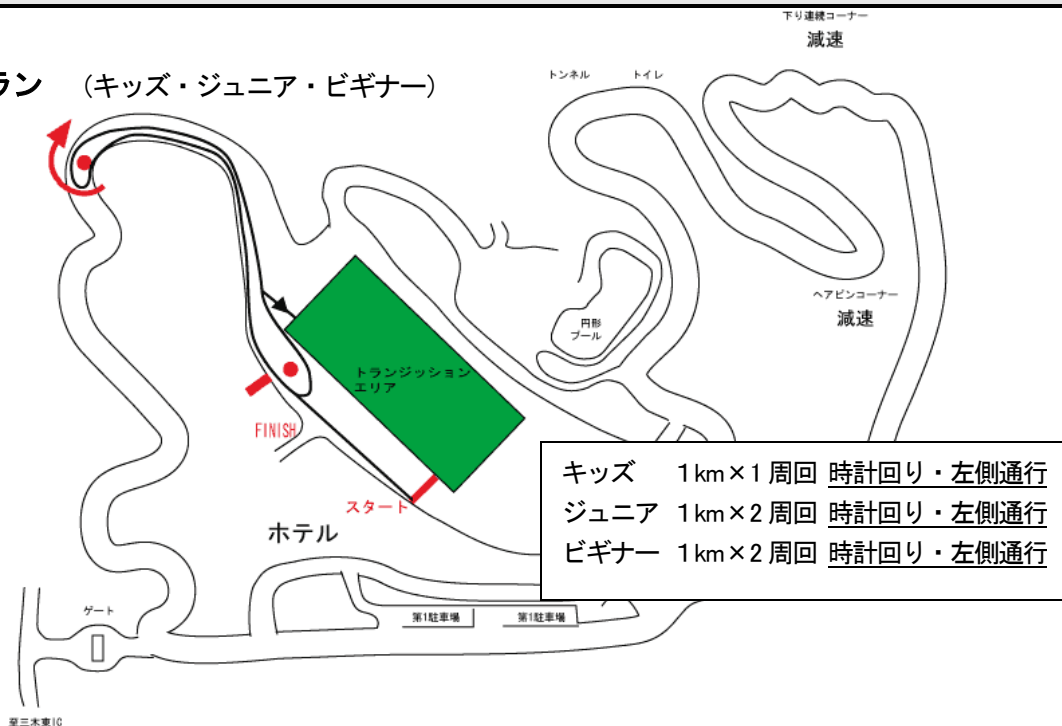 下り連続コーナー
減速
ラン （キッズ・ジュニア・ビギナー）
トンネル トイレ
ヘアピンコーナー
減速
円形
プール
トランジッション
エリア
FINISH
スタート
ホテル
キッズ 1km×1周回 時計回り・左側通行
ジュニア 1km×2周回 時計回り・左側通行
ビギナー 1km×2周回 時計回り・左側通行
ゲート
第1駐車場 第1駐車場
至三木東IC